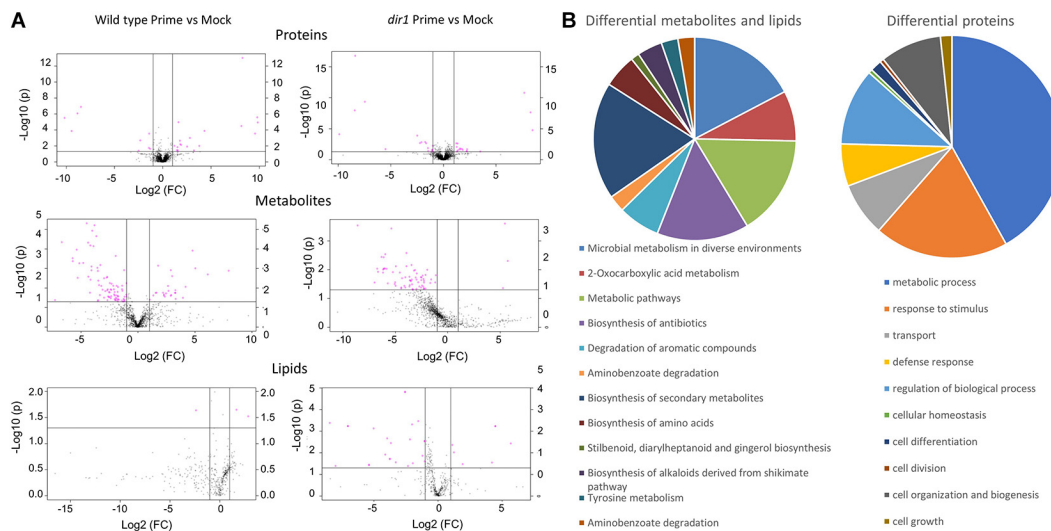 A
Wild type Prime vs Mock
dir1 Prime vs Mock
Proteins
-Log10 (p)
12
10
8
6
4
2
0
12
10
8
6
4
2
0
-10
-5
0
5
10
Log2 (FC)
-Log10 (p)
15
10
5
0
15
10
5
0
-10
-5
0
5
Log2 (FC)
Metabolites
-Log10 (p)
5
4
3
2
1
0
5
4
3
2
1
0
-5
0
5
Log2 (FC)
-Log10 (p)
3
2
1
0
3
2
1
-10
-5
0
5
Log2 (FC)
Lipids
-Log10 (p)
2.0
1.5
1.0
0.5
0.0
2.0
1.5
1.0
0.5
0.0
-15
-10
-5
0
Log2 (FC)
-Log10 (p)
5
4
3
2
1
0
5
4
3
2
1
0
-5
0
5
Log2 (FC)
B
Differential metabolites and lipids
Microbial metabolism in diverse environments
2-Oxocarboxylic acid metabolism
Metabolic pathways
Biosynthesis of antibiotics
Degradation of aromatic compounds
Aminobenzoate degradation
Biosynthesis of secondary metabolites
Biosynthesis of amino acids
Stilbenoid, diarylheptanoid and gingerol biosynthesis
Biosynthesis of alkaloids derived from shikimate
pathway
Tyrosine metabolism
Aminobenzoate degradation
Differential proteins
metabolic process
response to stimulus
transport
defense response
regulation of biological process
cellular homeostasis
cell differentiation
cell division
cell organization and biogenesis
cell growth